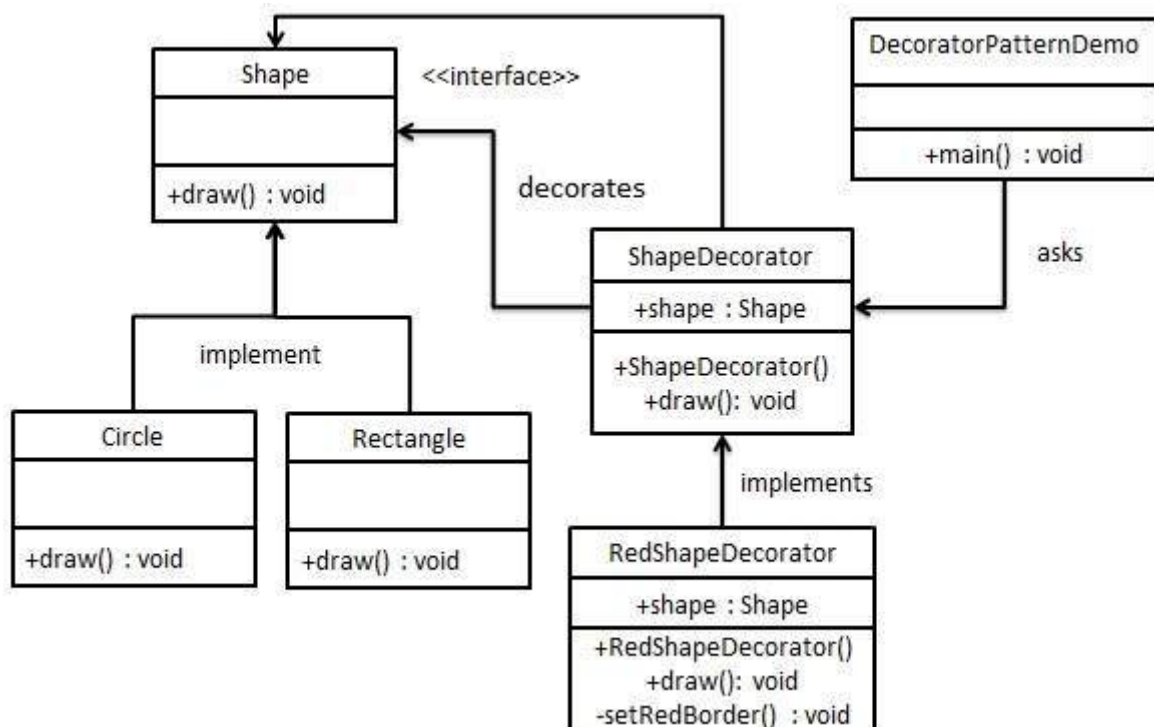 Shape
+draw() : void
<<interface>>
decorates
DecoratorPatternDemo
+main() : void
asks
ShapeDecorator
+shape : Shape
+ShapeDecorator()
+draw(): void
implement
Circle
+draw() : void
Rectangle
+draw() : void
implements
RedShapeDecorator
+shape : Shape
+RedShapeDecorator()
+draw(): void
-setRedBorder() : void